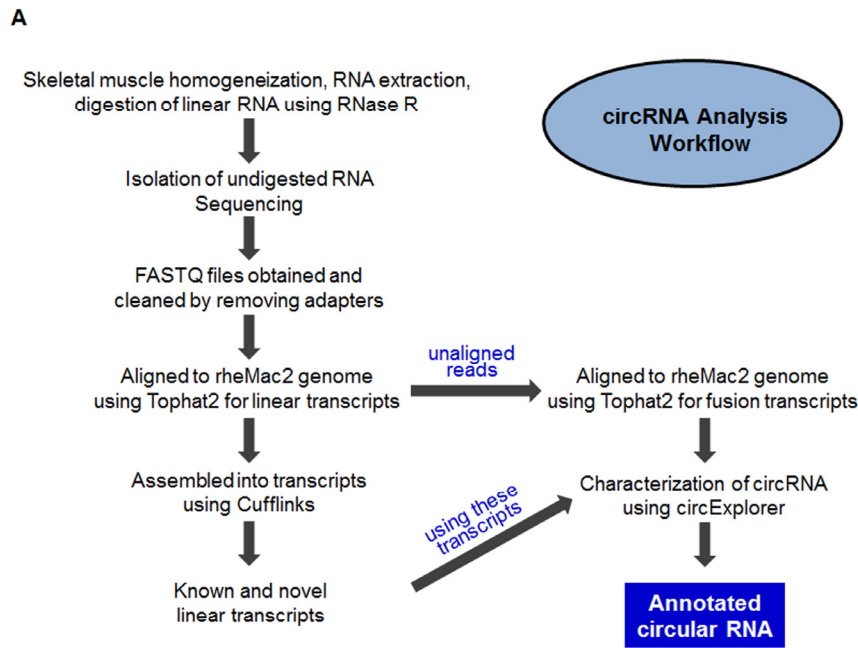 A
Skeletal muscle homogeneization, RNA extraction,
digestion of linear RNA using RNase R
circRNA Analysis
Workflow
Isolation of undigested RNA
Sequencing
FASTQ files obtained and
cleaned by removing adapters
unaligned
reads
Aligned to rheMac2 genome
using Tophat2 for linear transcripts
Aligned to rheMac2 genome
using Tophat2 for fusion transcripts
Assembled into transcripts
using Cufflinks
using these
transcripts
Characterization of circRNA
using circExplorer
Known and novel
linear transcripts
Annotated
circular RNA